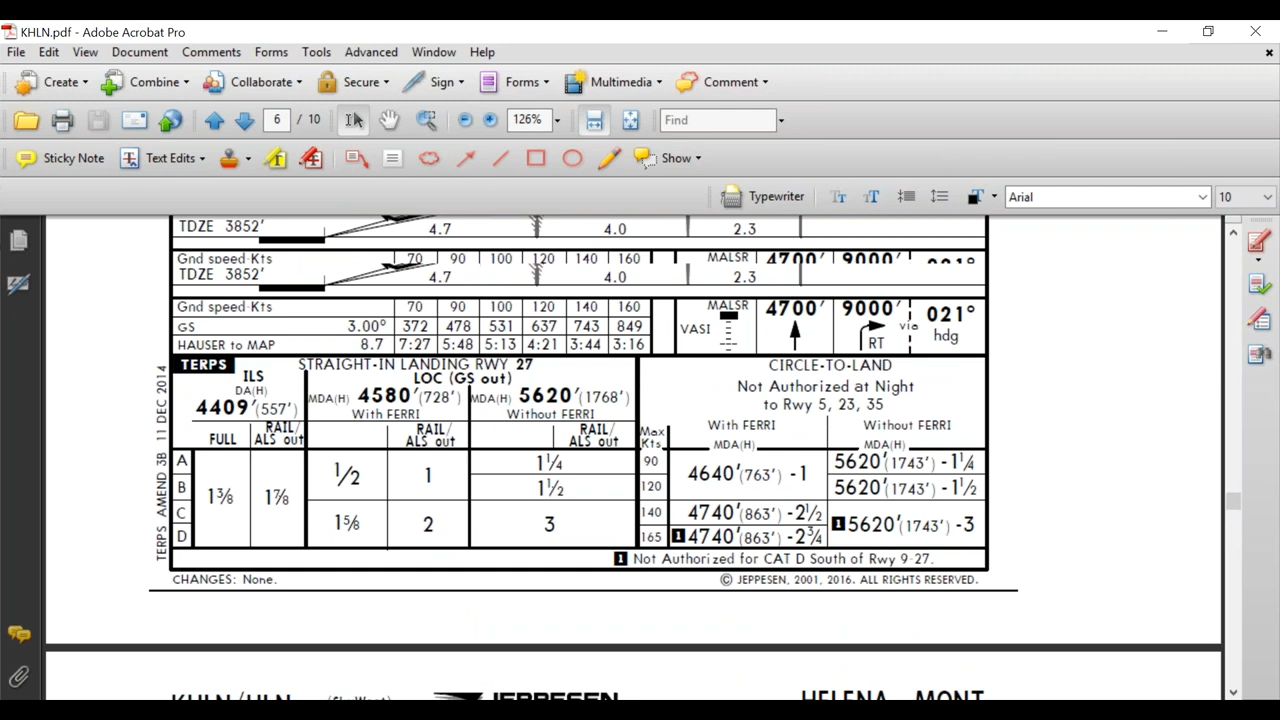 KHLN.pdf - Adobe Acrobat Pro
File Edit View Document Comments Forms Tools Advanced Window Help
Create Combine Collaborate Secure Sign Forms Multimedia Comment
6 / 10 126% Find
Sticky Note Text Edits Show
Typewriter Arial 10
TDZE 3852' 4.7 4.0 2.3
Gnd speed-Kts 70 90 100 120 140 160 MALSR 4700' 9000' 021°
TDZE 3852' 4.7 4.0 2.3
Gnd speed-Kts 70 90 100 120 140 160 MALSR 4700' 9000' 021°
GS 3.00° 372 478 531 637 743 849 VASI via hdg
HAUSER to MAP 8.7 7:27 5:48 5:13 4:21 3:44 3:16 RT
TERPS STRAIGHT-IN LANDING RWY 27 CIRCLE-TO-LAND
ILS LOC (GS out) Not Authorized at Night
DA(H) to Rwy 5, 23, 35
4409'(557') MDA(H) 4580'(728') MDA(H) 5620'(1768')
With FERRI Without FERRI With FERRI Without FERRI
FULL RAIL/ ALS out RAIL/ ALS out RAIL/ ALS out Max Kts. MDA(H) MDA(H)
A 1⅜ 1⅞ ½ 1 1¼ 90 4640'(763') -1 5620'(1743') -1¼
B 1½ 120 5620'(1743') -1½
C 1⅝ 2 3 140 4740'(863') -2½ 1 5620'(1743') -3
D 165 1 4740'(863') -2¾
1 Not Authorized for CAT D South of Rwy 9-27.
TERPS AMEND 3B 11 DEC 2014
CHANGES: None. © JEPPESEN, 2001, 2016. ALL RIGHTS RESERVED.
KHLN/HLN JEPPESEN HELENA, MONT